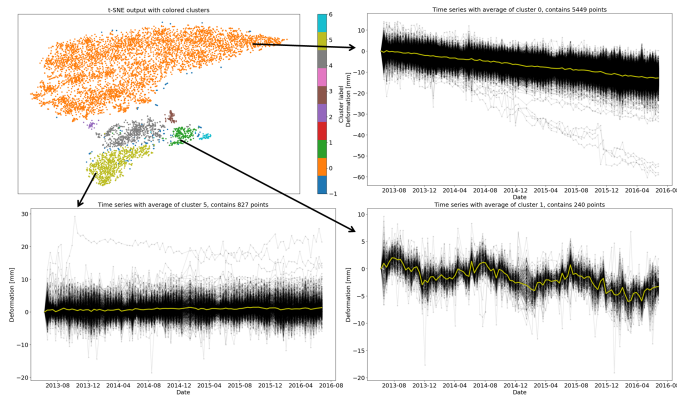 t-SNE output with colored clusters
6
5
4
3
2
1
0
−1
Cluster label
Time series with average of cluster 0, contains 5449 points
10
0
−10
−20
−30
−40
−50
−60
Deformation [mm]
2013-08 2013-12 2014-04 2014-08 2014-12 2015-04 2015-08 2015-12 2016-04 2016-08
Date
Time series with average of cluster 5, contains 827 points
30
20
10
0
−10
−20
Deformation [mm]
2013-08 2013-12 2014-04 2014-08 2014-12 2015-04 2015-08 2015-12 2016-04 2016-08
Date
Time series with average of cluster 1, contains 240 points
10
5
0
−5
−10
−15
−20
Deformation [mm]
2013-08 2013-12 2014-04 2014-08 2014-12 2015-04 2015-08 2015-12 2016-04 2016-08
Date